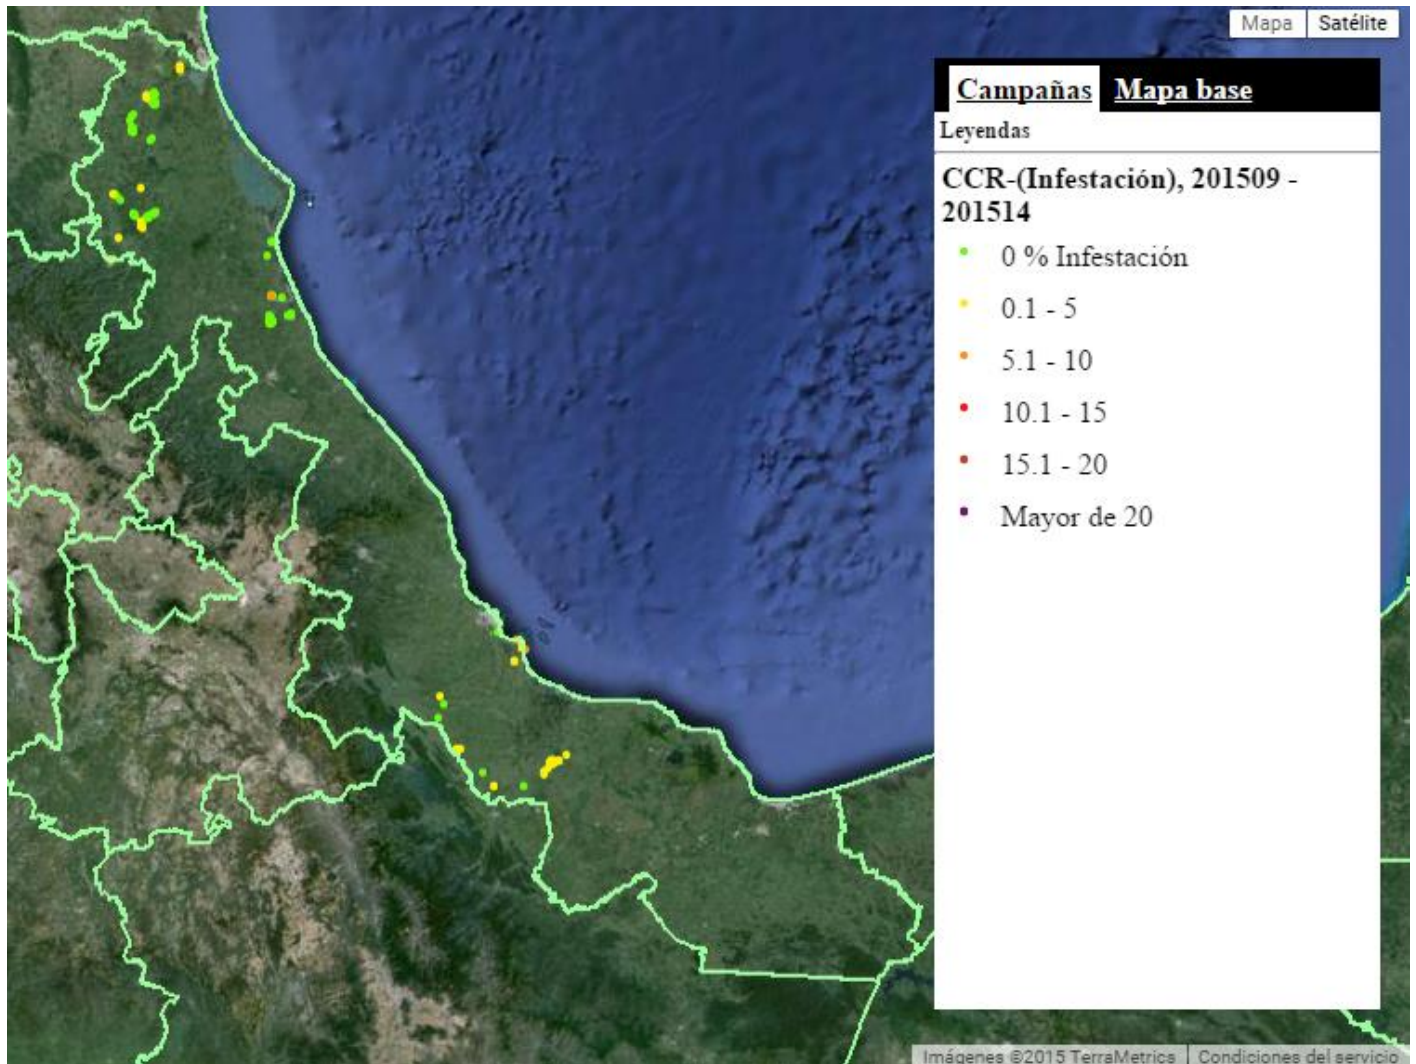 Mapa Satélite
Campañas Mapa base
Leyendas
CCR-(Infestación), 201509 -
201514
0 % Infestación
0.1 - 5
5.1 - 10
10.1 - 15
15.1 - 20
Mayor de 20
Imágenes ©2015 TerraMetrics Condiciones del servicio